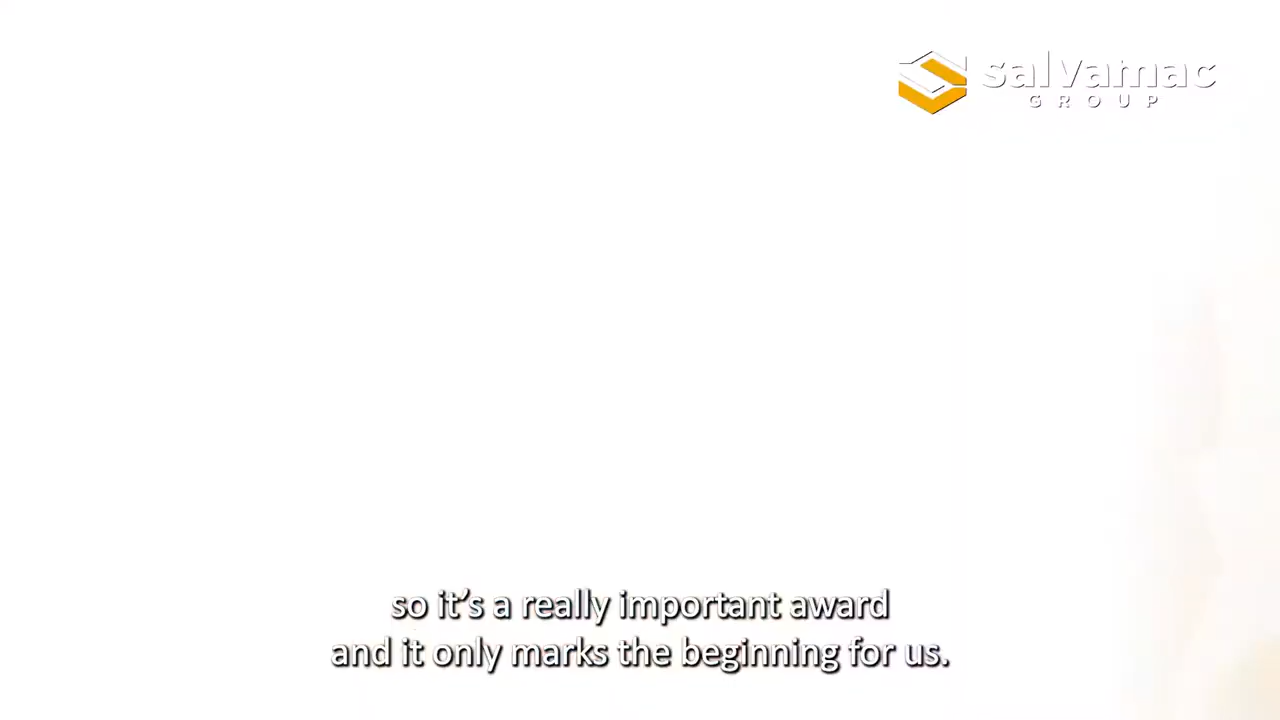 salvamac
GROUP
so it's a really important award
and it only marks the beginning for us.